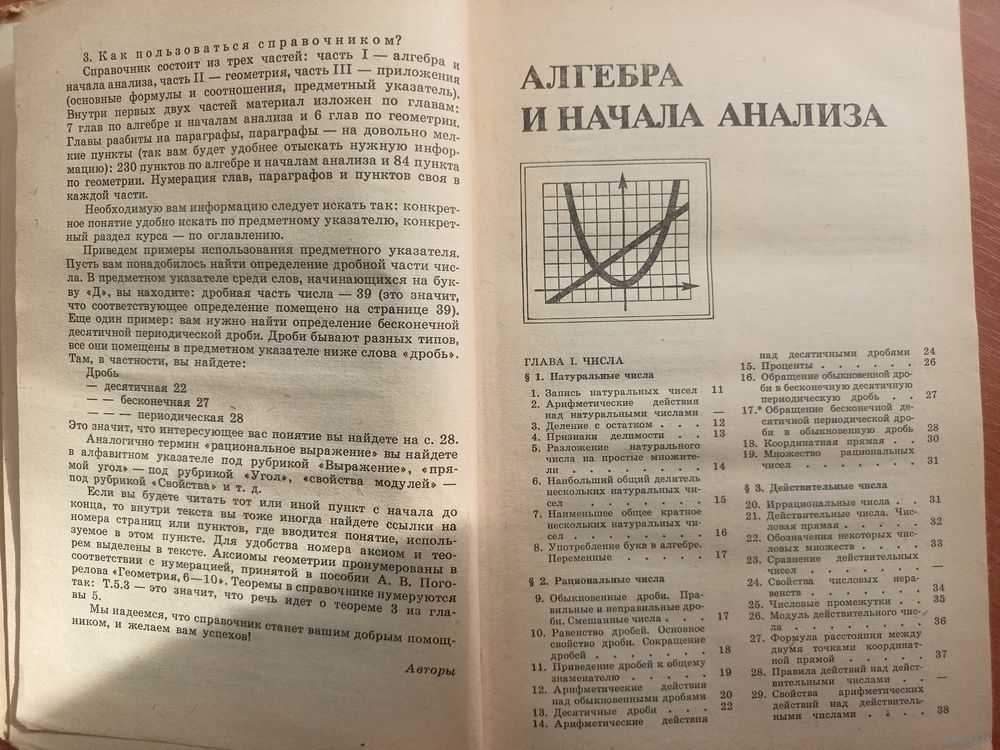 3. Как пользоваться справочником?
Справочник состоит из трех частей: часть I — алгебра и
начала анализа, часть II — геометрия, часть III — приложения
(основные формулы и соотношения, предметный указатель).
Внутри первых двух частей материал изложен по главам:
7 глав по алгебре и началам анализа и 6 глав по геометрии.
Главы разбиты на параграфы, параграфы — на довольно мел-
кие пункты (так вам будет удобнее отыскать нужную инфор-
мацию): 230 пунктов по алгебре и началам анализа и 84 пункта
по геометрии. Нумерация глав, параграфов и пунктов своя в
каждой части.
Необходимую вам информацию следует искать так: конкрет-
ное понятие удобно искать по предметному указателю, конкрет-
ный раздел курса — по оглавлению.
Приведем примеры использования предметного указателя.
Пусть вам понадобилось найти определение дробной части чис-
ла. В предметном указателе среди слов, начинающихся на бук-
ву «Д», вы находите: дробная часть числа — 39 (это значит,
что соответствующее определение помещено на странице 39).
Еще один пример: вам нужно найти определение бесконечной
десятичной периодической дроби. Дроби бывают разных типов,
все они помещены в предметном указателе ниже слова «дробь».
Там, в частности, вы найдете:
Дробь
— десятичная 22
— — бесконечная 27
— — — периодическая 28
Это значит, что интересующее вас понятие вы найдете на с. 28.
Аналогично термин «рациональное выражение» вы найдете
в алфавитном указателе под рубрикой «Выражение», «пря-
мой угол» — под рубрикой «Угол», «свойства модулей» —
под рубрикой «Свойства» и т. д.
Если вы будете читать тот или иной пункт с начала до
конца, то внутри текста вы тоже иногда найдете ссылки на
номера страниц или пунктов, где вводится понятие, исполь-
зуемое в этом пункте. Для удобства номера аксиом и тео-
рем выделены в тексте. Аксиомы геометрии пронумерованы в
соответствии с нумерацией, принятой в пособии А. В. Пого-
релова «Геометрия, 6—10». Теоремы в справочнике нумеруются
так: Т.5.3 — это значит, что речь идет о теореме 3 из гла-
вы 5.
Мы надеемся, что справочник станет вашим добрым помощ-
ником, и желаем вам успехов!
Авторы
АЛГЕБРА
И НАЧАЛА АНАЛИЗА
ГЛАВА I. ЧИСЛА
§ 1. Натуральные числа
1. Запись натуральных чисел 11
2. Арифметические действия
над натуральными числами —
3. Деление с остатком . . . 12
4. Признаки делимости . . 13
5. Разложение натурального
числа на простые множите-
ли . . . . . . . 14
6. Наибольший общий делитель
нескольких натуральных чи-
сел . . . . . . . 15
7. Наименьшее общее кратное
нескольких натуральных чи-
сел . . . . . . . 16
8. Употребление букв в алгебре.
Переменные . . . . . 17
§ 2. Рациональные числа
9. Обыкновенные дроби. Пра-
вильные и неправильные дро-
би. Смешанные числа . . . 17
10. Равенство дробей. Основное
свойство дроби. Сокращение
дробей . . . . . . 18
11. Приведение дробей к общему
знаменателю . . . . . 19
12. Арифметические действия
над обыкновенными дробями 20
13. Десятичные дроби . . . . 22
14. Арифметические действия
над десятичными дробями 24
15. Проценты . . . . . . 26
16. Обращение обыкновенной дро-
би в бесконечную десятичную
периодическую дробь . . 27
17.* Обращение бесконечной де-
сятичной периодической дро-
би в обыкновенную дробь 28
18. Координатная прямая . . 30
19. Множество рациональных
чисел . . . . . . 31
§ 3. Действительные числа
20. Иррациональные числа . . 31
21. Действительные числа. Чис-
ловая прямая . . . . . 32
22. Обозначения некоторых чис-
ловых множеств . . . . 33
23. Сравнение действительных
чисел . . . . . . —
24. Свойства числовых нера-
венств . . . . . . 34
25. Числовые промежутки . . 35
26. Модуль действительного чис-
ла . . . . . . . 36
27. Формула расстояния между
двумя точками координат-
ной прямой . . . . . 37
28. Правила действий над дейст-
вительными числами . . —
29. Свойства арифметических
действий над действитель-
ными числами . . . . 38